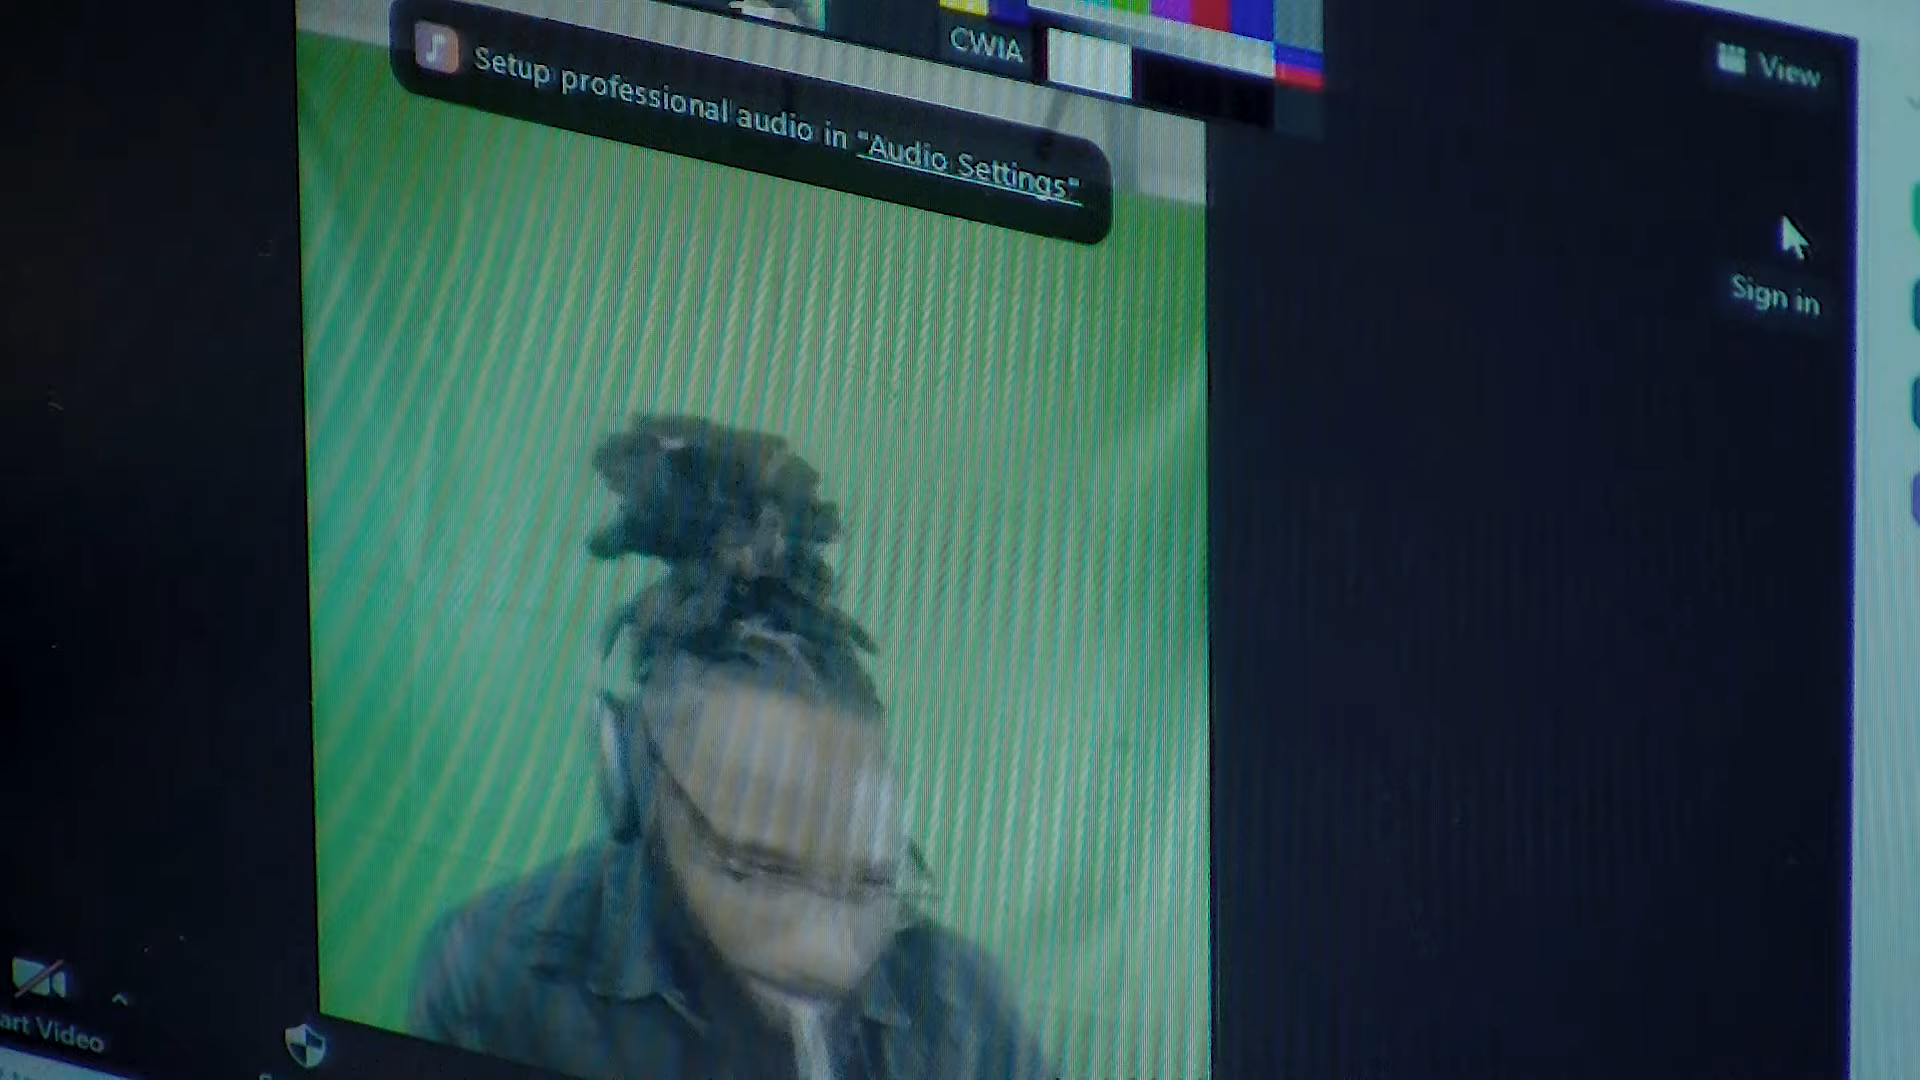 CWIA
View
Setup professional audio in "Audio Settings"
Sign in
art Video